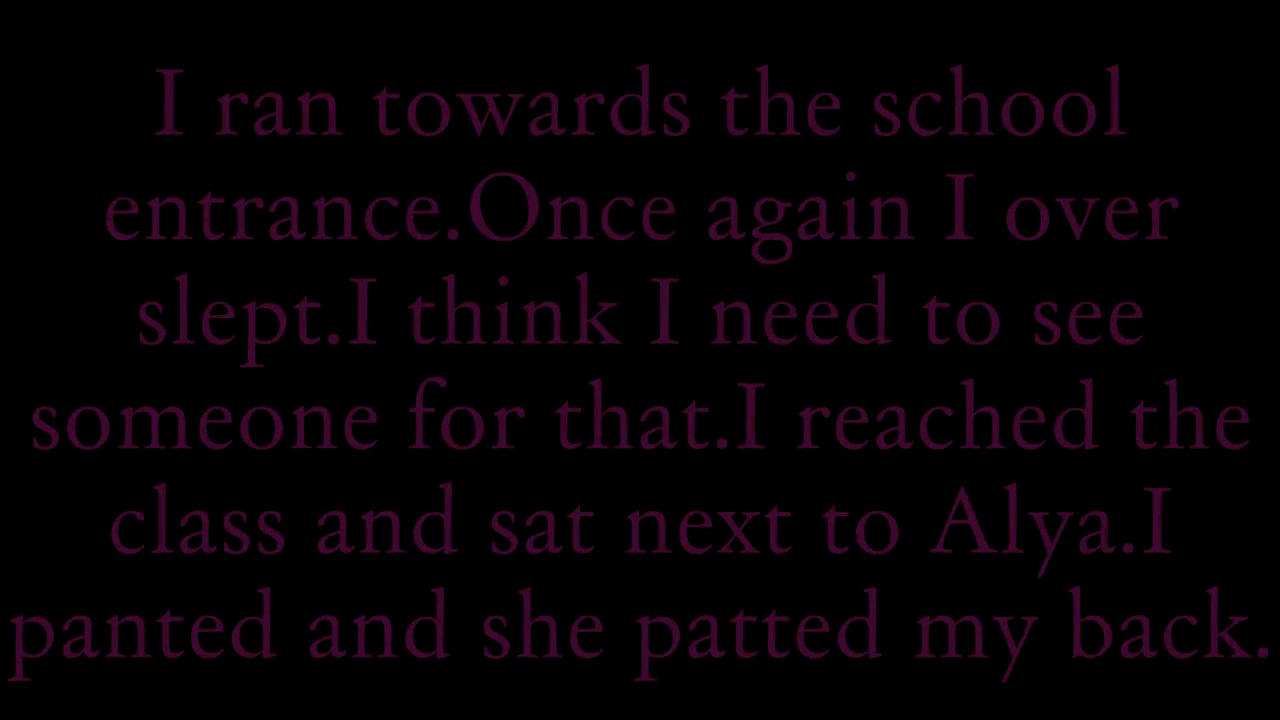 I ran towards the school
entrance.Once again I over
slept.I think I need to see
someone for that.I reached the
class and sat next to Alya.I
panted and she patted my back.